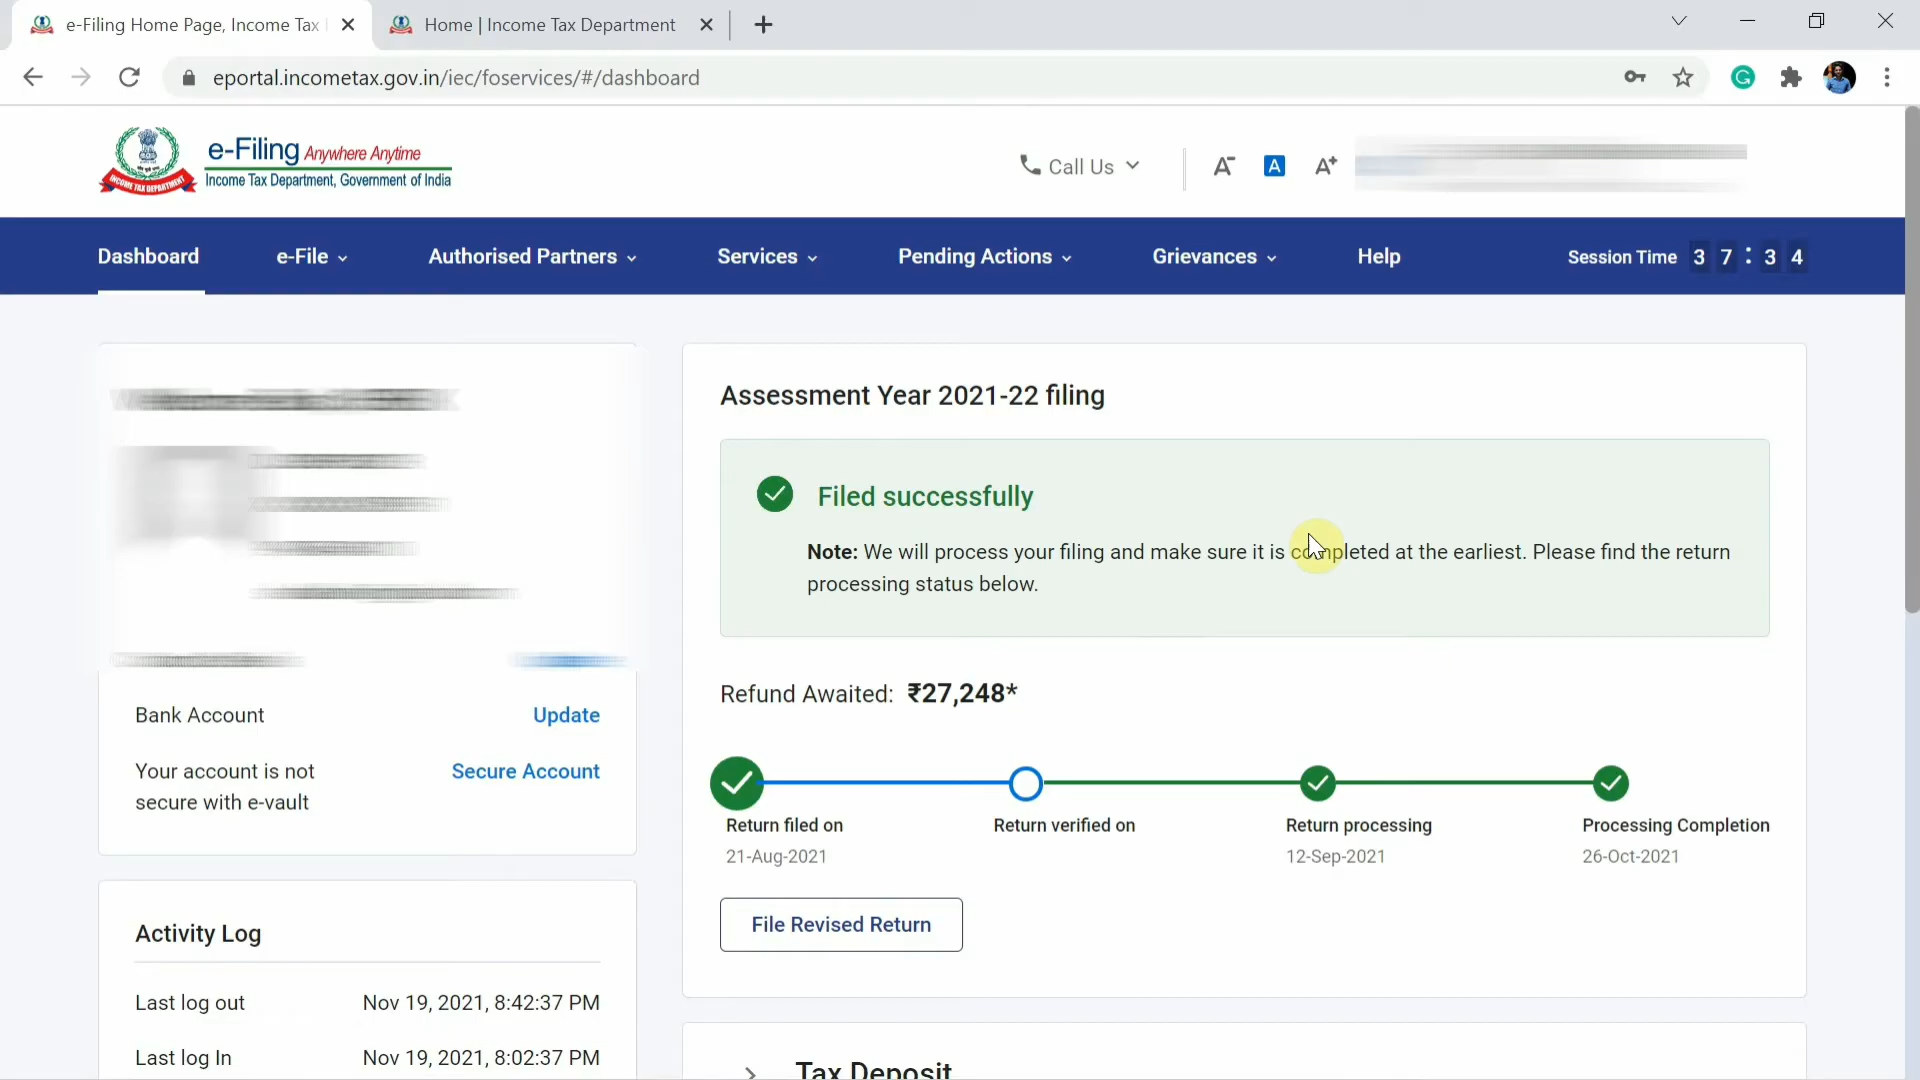 e-Filing Home Page, Income Tax
Home | Income Tax Department
eportal.incometax.gov.in/iec/foservices/#/dashboard
e-Filing Anywhere Anytime
Income Tax Department, Government of India
INCOME TAX DEPARTMENT
Call Us
A-
A
A+
Dashboard
e-File
Authorised Partners
Services
Pending Actions
Grievances
Help
Session Time 3 7 : 3 4
Bank Account
Update
Your account is not
secure with e-vault
Secure Account
Activity Log
Last log out
Nov 19, 2021, 8:42:37 PM
Last log In
Nov 19, 2021, 8:02:37 PM
Assessment Year 2021-22 filing
Filed successfully
Note: We will process your filing and make sure it is completed at the earliest. Please find the return
processing status below.
Refund Awaited: ₹27,248*
Return filed on
21-Aug-2021
Return verified on
Return processing
12-Sep-2021
Processing Completion
26-Oct-2021
File Revised Return
Tax Deposit